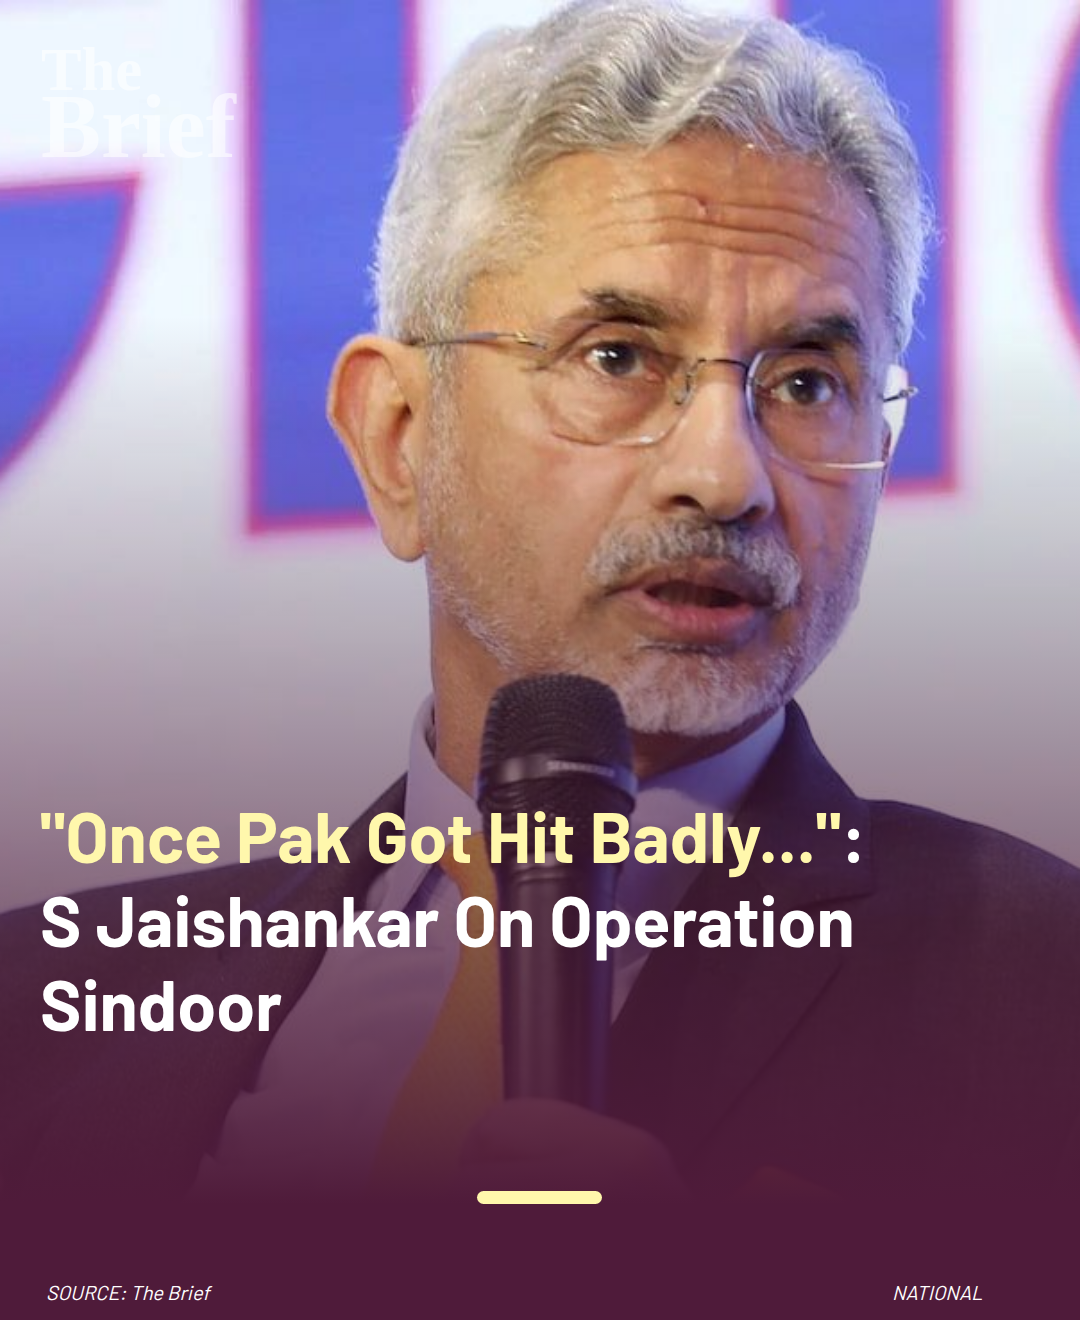 The
Brief
"Once Pak Got Hit Badly...":
S Jaishankar On Operation
Sindoor
SOURCE: The Brief
NATIONAL